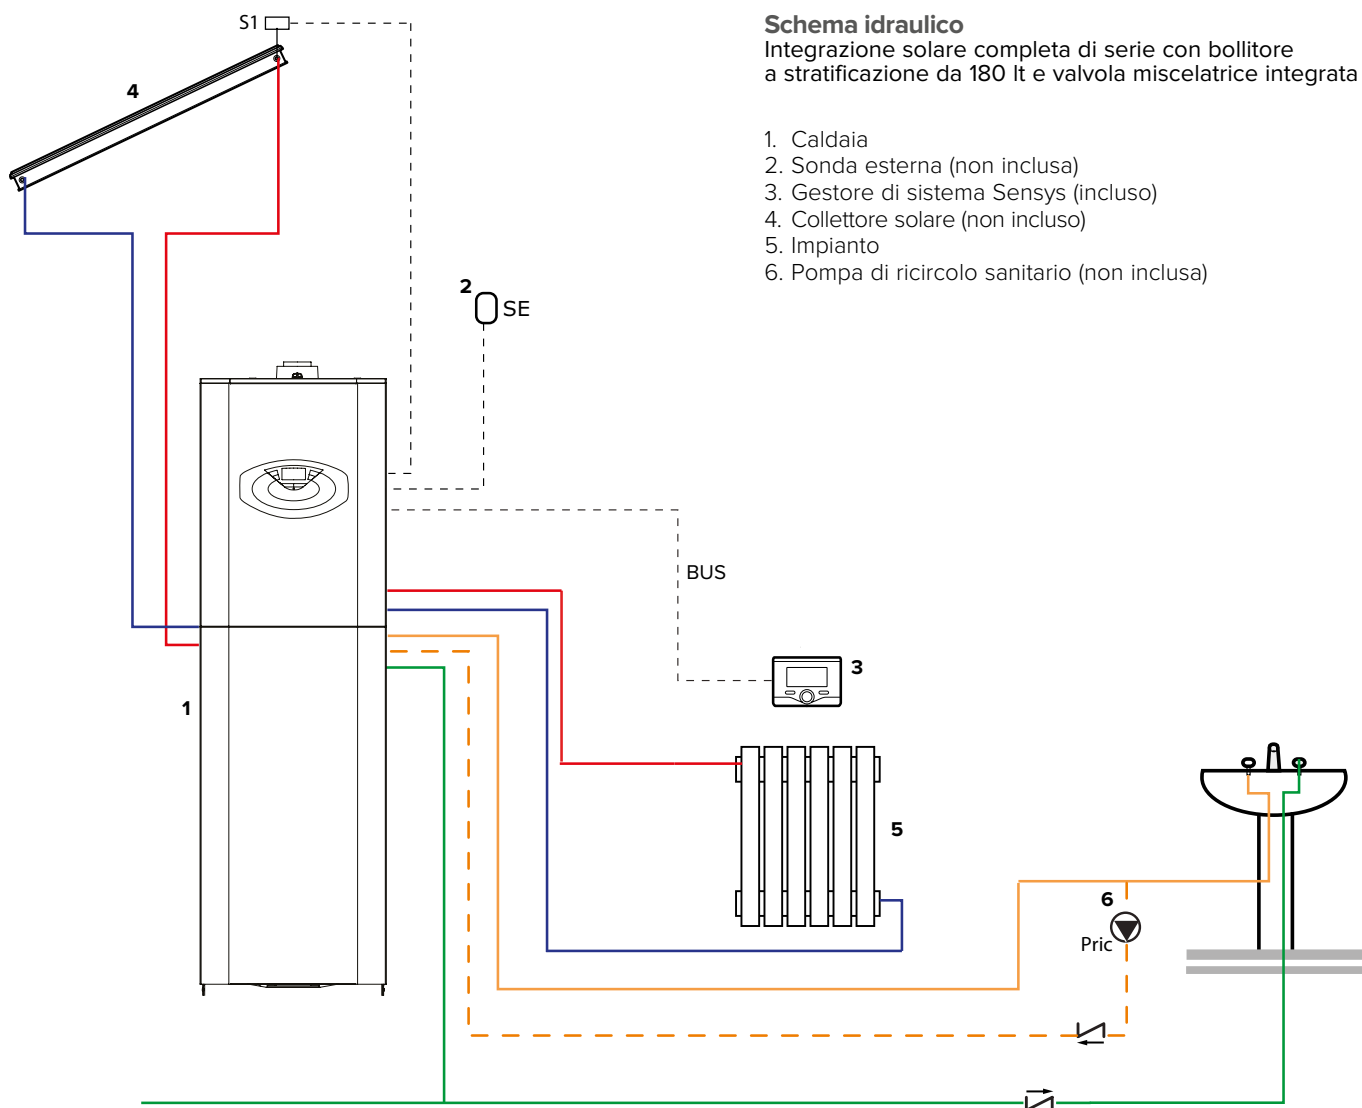 Schema idraulico
Integrazione solare completa di serie con bollitore
a stratificazione da 180 lt e valvola miscelatrice integrata
1. Caldaia
2. Sonda esterna (non inclusa)
3. Gestore di sistema Sensys (incluso)
4. Collettore solare (non incluso)
5. Impianto
6. Pompa di ricircolo sanitario (non inclusa)
S1
4
2
SE
BUS
3
1
5
6
Pric